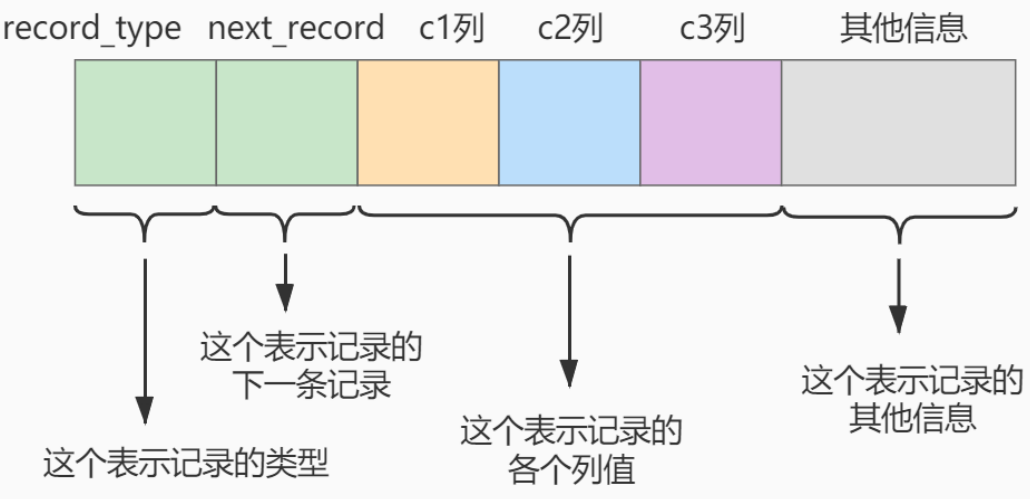 record_type next_record c1列 c2列 c3列 其他信息
这个表示记录的
下一条记录
这个表示记录的类型
这个表示记录的
各个列值
这个表示记录的
其他信息